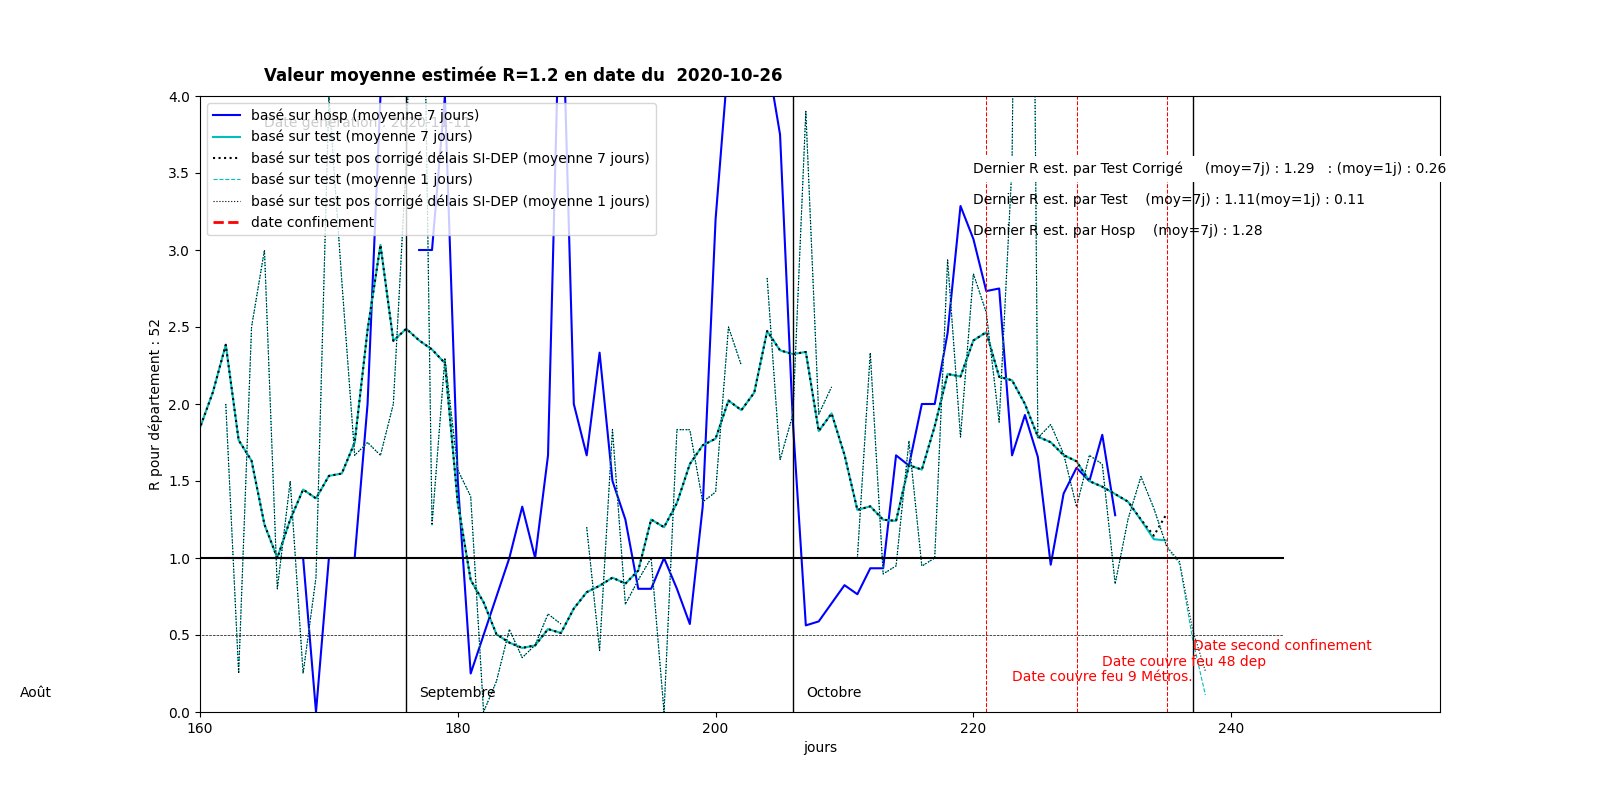 Valeur moyenne estimée R=1.2 en date du  2020-10-26
basé sur hosp (moyenne 7 jours)
basé sur test (moyenne 7 jours)
basé sur test pos corrigé délais SI-DEP (moyenne 7 jours)
basé sur test (moyenne 1 jours)
basé sur test pos corrigé délais SI-DEP (moyenne 1 jours)
date confinement
Dernier R est. par Test Corrigé     (moy=7j) : 1.29   : (moy=1j) : 0.26
Dernier R est. par Test    (moy=7j) : 1.11(moy=1j) : 0.11
Dernier R est. par Hosp    (moy=7j) : 1.28
4.0
3.5
3.0
2.5
2.0
1.5
1.0
0.5
0.0
R pour département : 52
Date second confinement
Date couvre feu 48 dep
Date couvre feu 9 Métros.
Août
Septembre
Octobre
160
180
200
220
240
jours